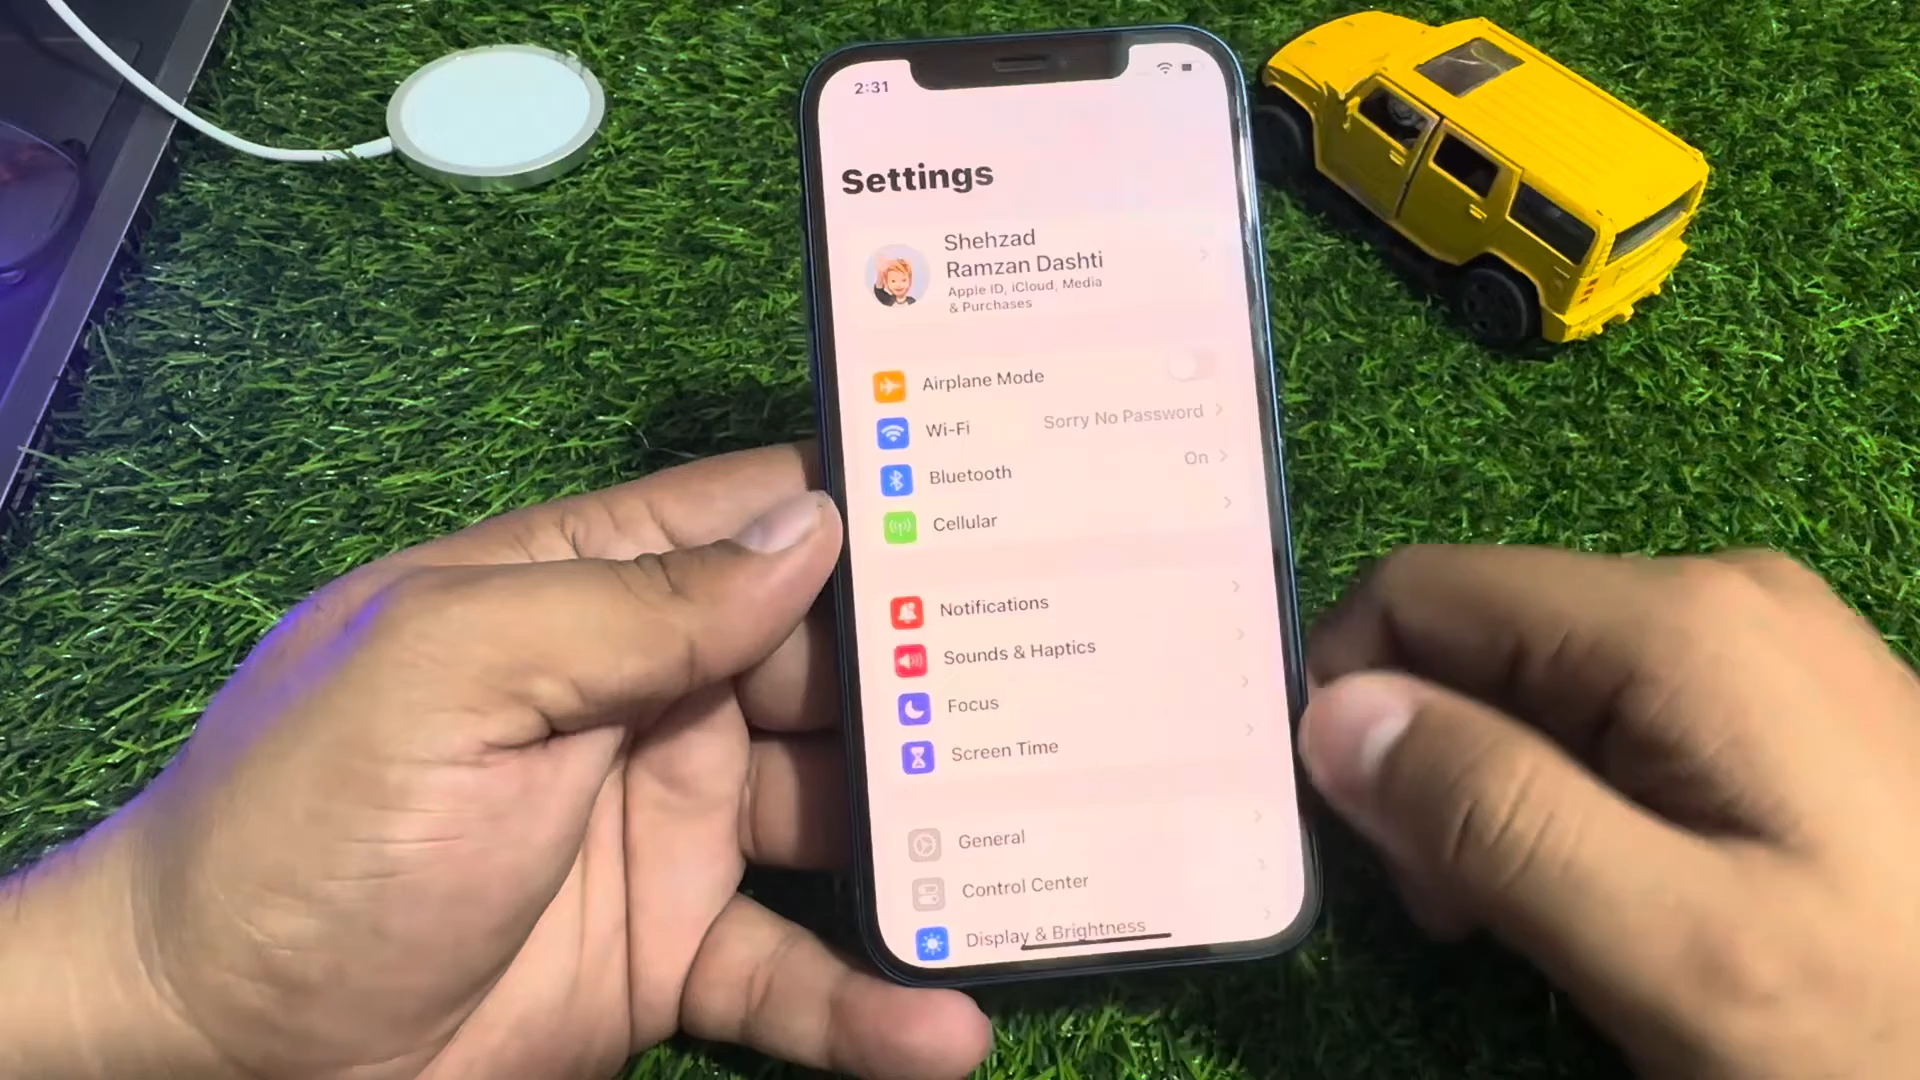 2:31
Settings
Shehzad
Ramzan Dashti
Apple ID, iCloud, Media
& Purchases
Airplane Mode
Wi-Fi Sorry No Password
Bluetooth On
Cellular
Notifications
Sounds & Haptics
Focus
Screen Time
General
Control Center
Display & Brightness